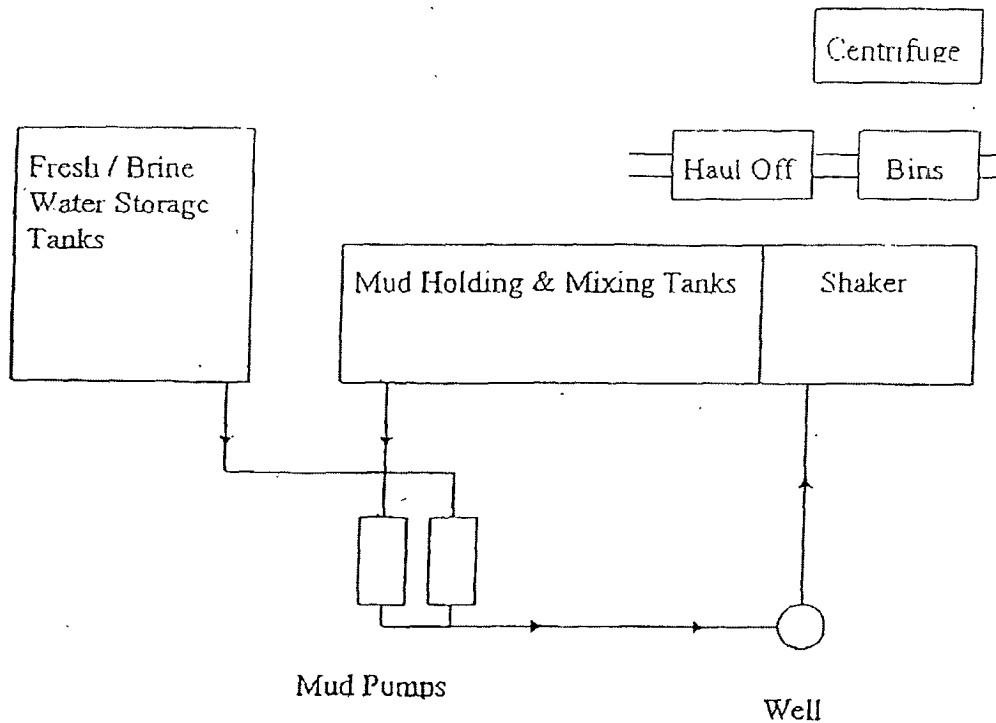 Centrifuge
Fresh / Brine
Water Storage
Tanks
Haul Off
Bins
Mud Holding & Mixing Tanks
Shaker
Mud Pumps
Well